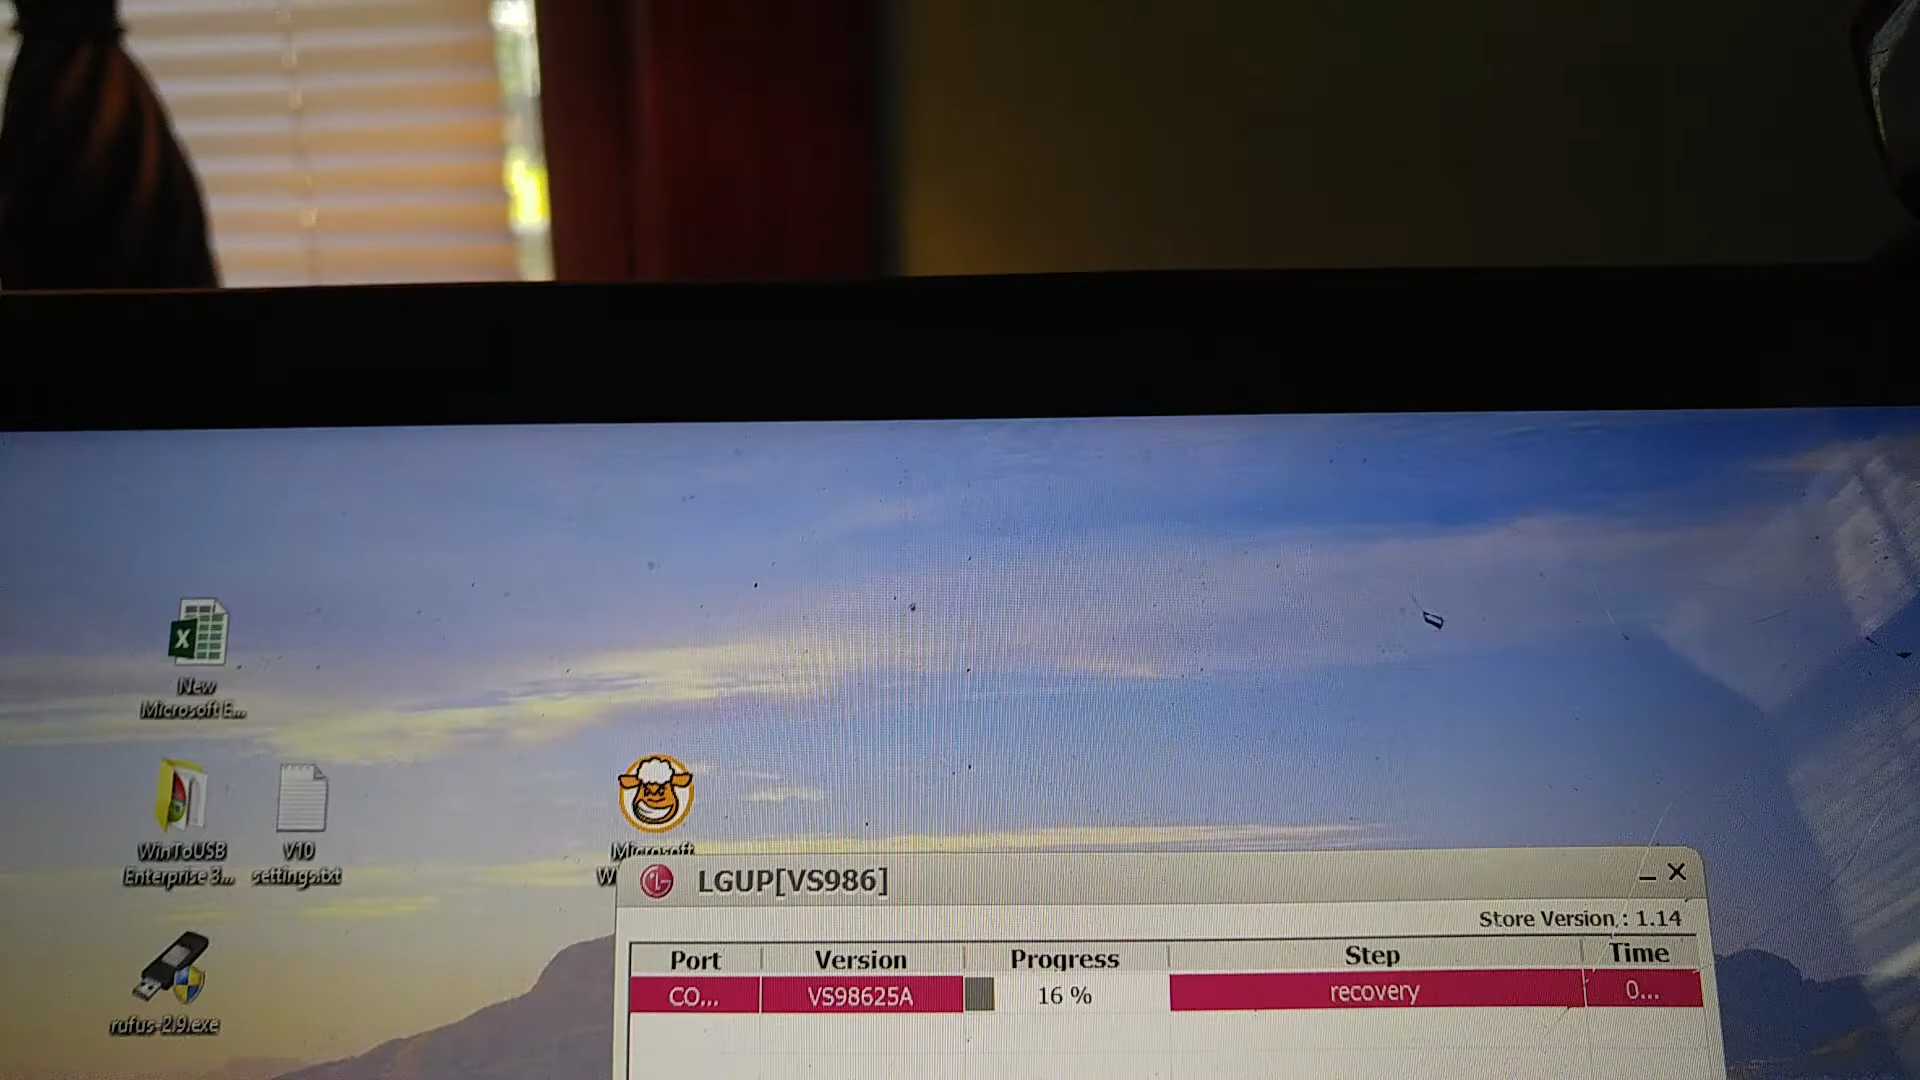 New
Microsoft E...
WinToUSB
Enterprise 3...
V10
settings.txt
Microsoft
W
rufus-2.9.exe
LGUP[VS986]
Store Version : 1.14
Port Version Progress Step Time
CO... VS98625A 16 % recovery 0...